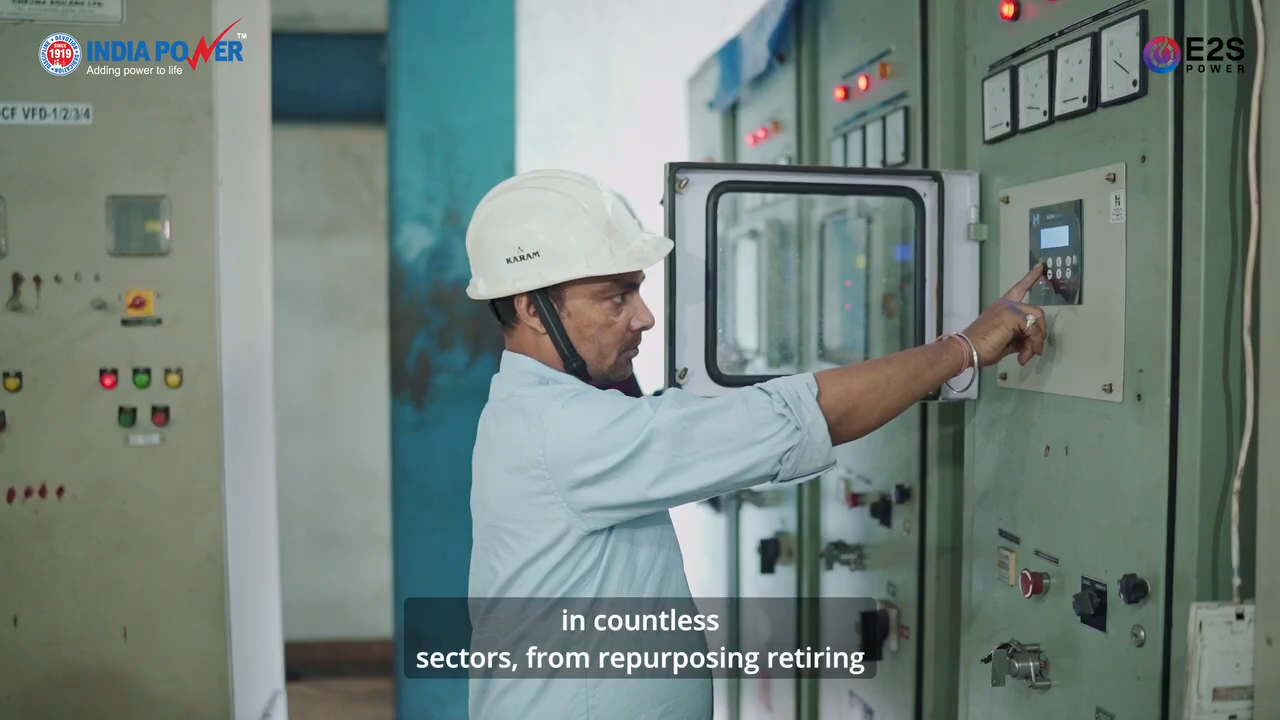 INDIA POWER
TM
Adding power to life
SINCE
1919
E2S
POWER
DCF VFD-1/2/3/4
KARAM
in countless
sectors, from repurposing retiring